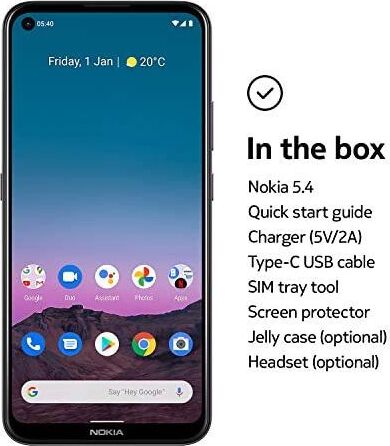 05:40
Friday, 1 Jan | 20°C
Google Duo Assistant Photos Apps
Say "Hey Google"
NOKIA
In the box
Nokia 5.4
Quick start guide
Charger (5V/2A)
Type-C USB cable
SIM tray tool
Screen protector
Jelly case (optional)
Headset (optional)